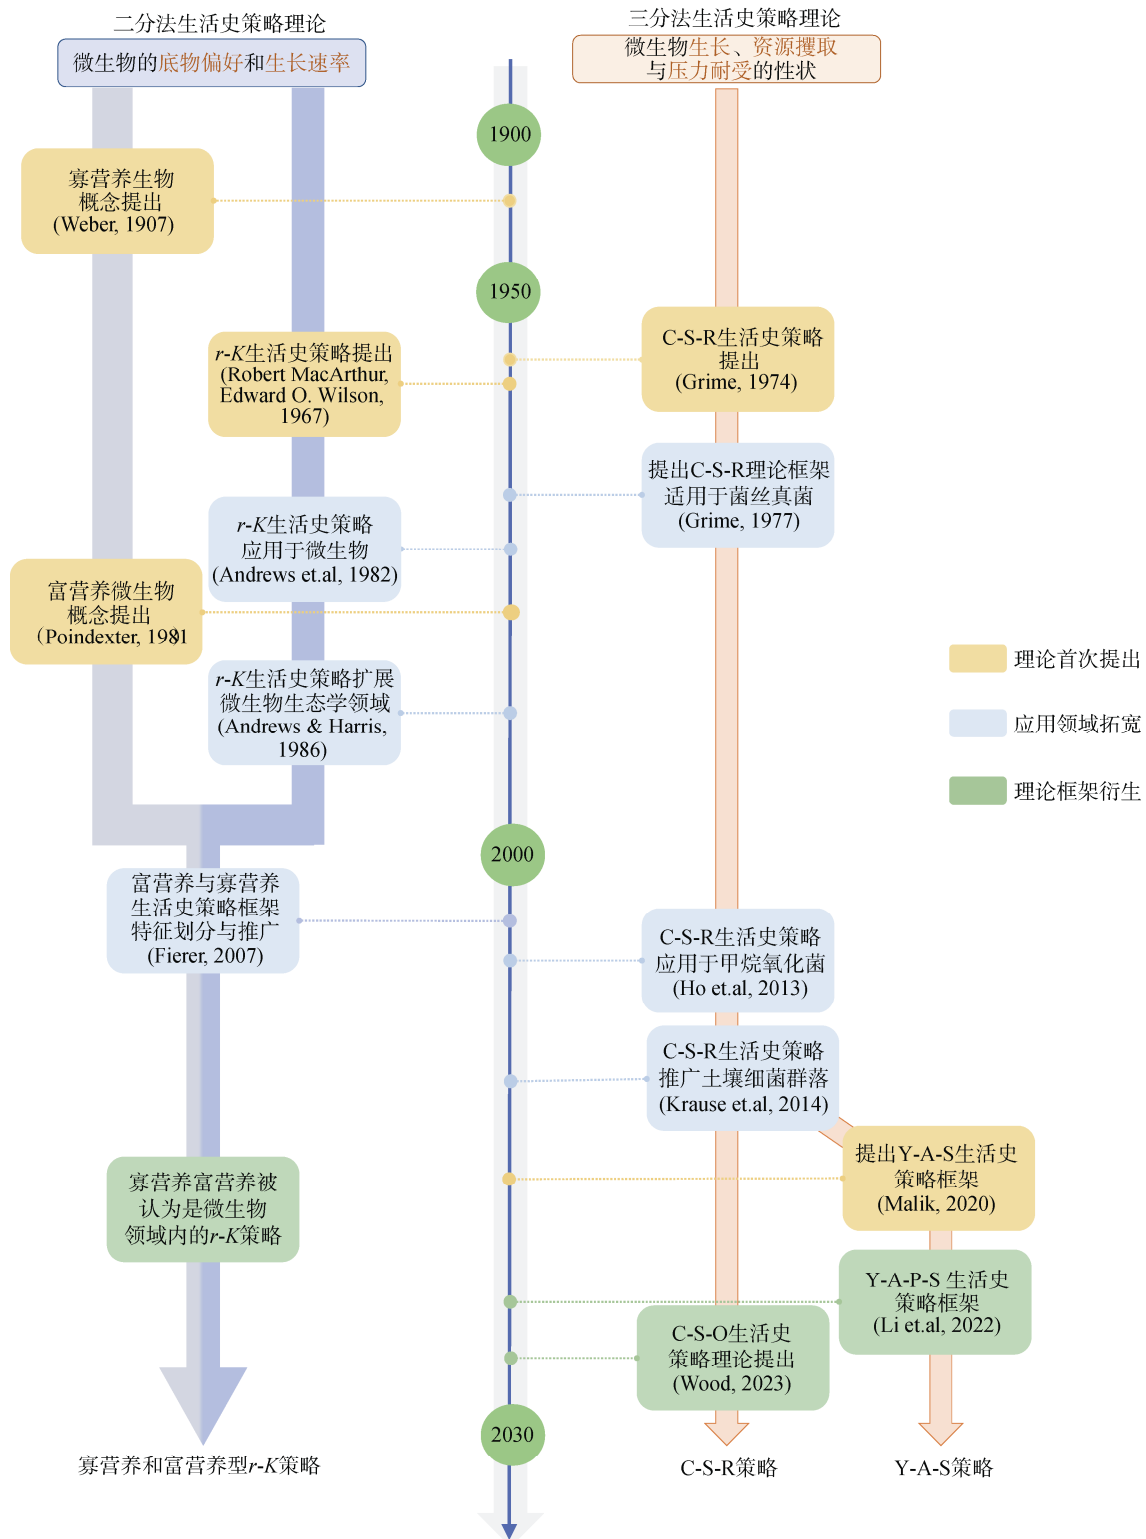 二分法生活史策略理论
微生物的底物偏好和生长速率
三分法生活史策略理论
微生物生长、资源攫取
与压力耐受的性状
1900
寡营养生物
概念提出
(Weber, 1907)
1950
r-K生活史策略提出
(Robert MacArthur,
Edward O. Wilson,
1967)
C-S-R生活史策略
提出
(Grime, 1974)
提出C-S-R理论框架
适用于菌丝真菌
(Grime, 1977)
r-K生活史策略
应用于微生物
(Andrews et.al, 1982)
富营养微生物
概念提出
（Poindexter, 1981)
r-K生活史策略扩展
微生物生态学领域
(Andrews & Harris,
1986)
理论首次提出
应用领域拓宽
理论框架衍生
2000
富营养与寡营养
生活史策略框架
特征划分与推广
(Fierer, 2007)
C-S-R生活史策略
应用于甲烷氧化菌
(Ho et.al, 2013)
C-S-R生活史策略
推广土壤细菌群落
(Krause et.al, 2014)
提出Y-A-S生活史
策略框架
(Malik, 2020)
寡营养富营养被
认为是微生物
领域内的r-K策略
Y-A-P-S 生活史
策略框架
(Li et.al, 2022)
C-S-O生活史
策略理论提出
(Wood, 2023)
2030
寡营养和富营养型r-K策略
C-S-R策略
Y-A-S策略